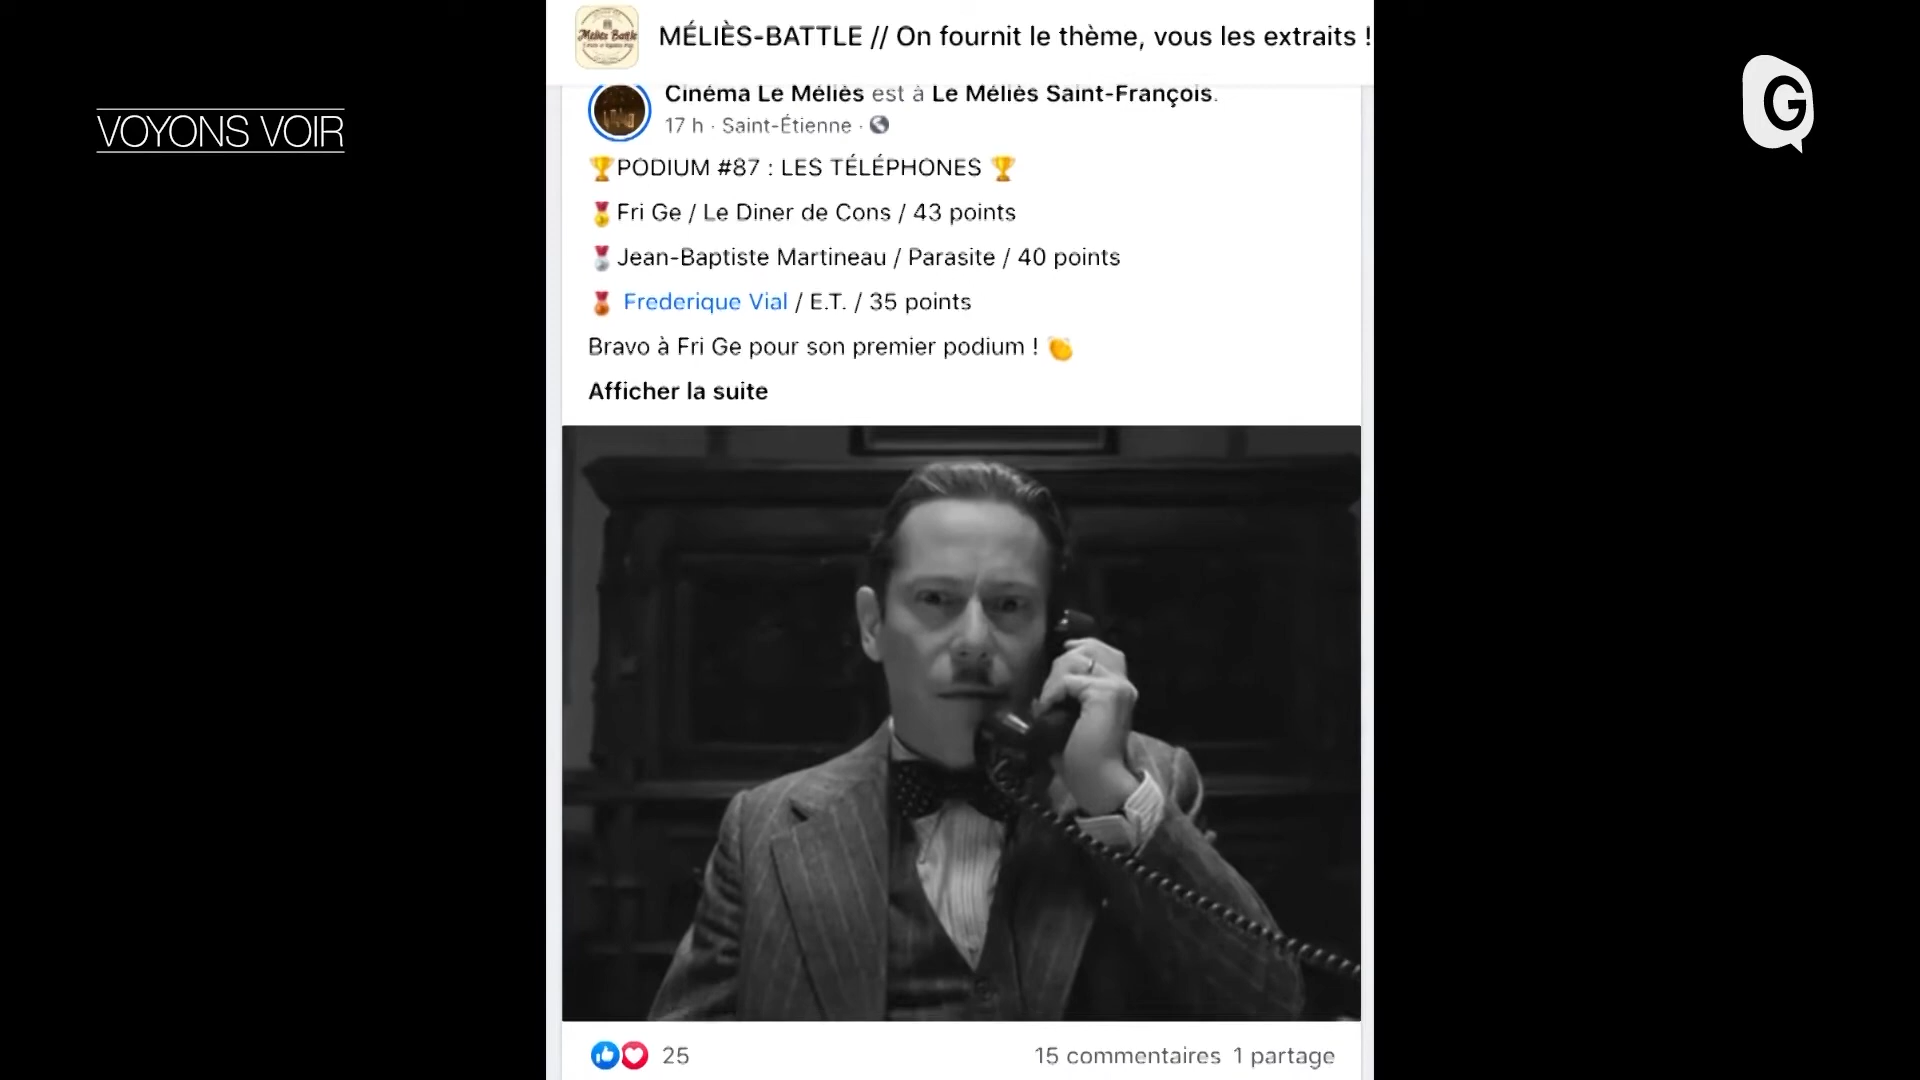 MÉLIÈS-BATTLE // On fournit le thème, vous les extraits !
Méliès Battle
VOYONS VOIR
G
Cinéma Le Méliès est à Le Méliès Saint-François.
17 h · Saint-Étienne ·
🏆PODIUM #87 : LES TÉLÉPHONES 🏆
🥇Fri Ge / Le Diner de Cons / 43 points
🥈Jean-Baptiste Martineau / Parasite / 40 points
🥉 Frederique Vial / E.T. / 35 points
Bravo à Fri Ge pour son premier podium ! 👏
Afficher la suite
25
15 commentaires 1 partage